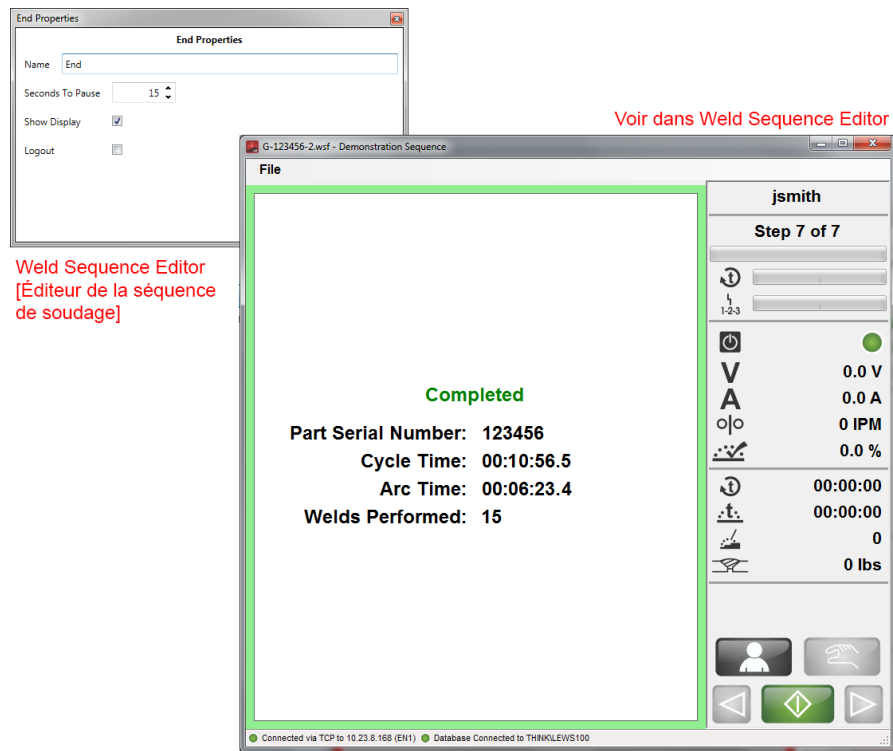 End Properties
End Properties
Name End
Seconds To Pause 15
Show Display
Logout
Weld Sequence Editor
[Éditeur de la séquence
de soudage]
Voir dans Weld Sequence Editor
G-123456-2.wsf - Demonstration Sequence
File
Completed
Part Serial Number: 123456
Cycle Time: 00:10:56.5
Arc Time: 00:06:23.4
Welds Performed: 15
jsmith
Step 7 of 7
t
1-2-3
V 0.0 V
A 0.0 A
0 IPM
0.0 %
t 00:00:00
t 00:00:00
0
0 lbs
Connected via TCP to 10.23.8.168 (EN1) Database Connected to THINK\LEWS100